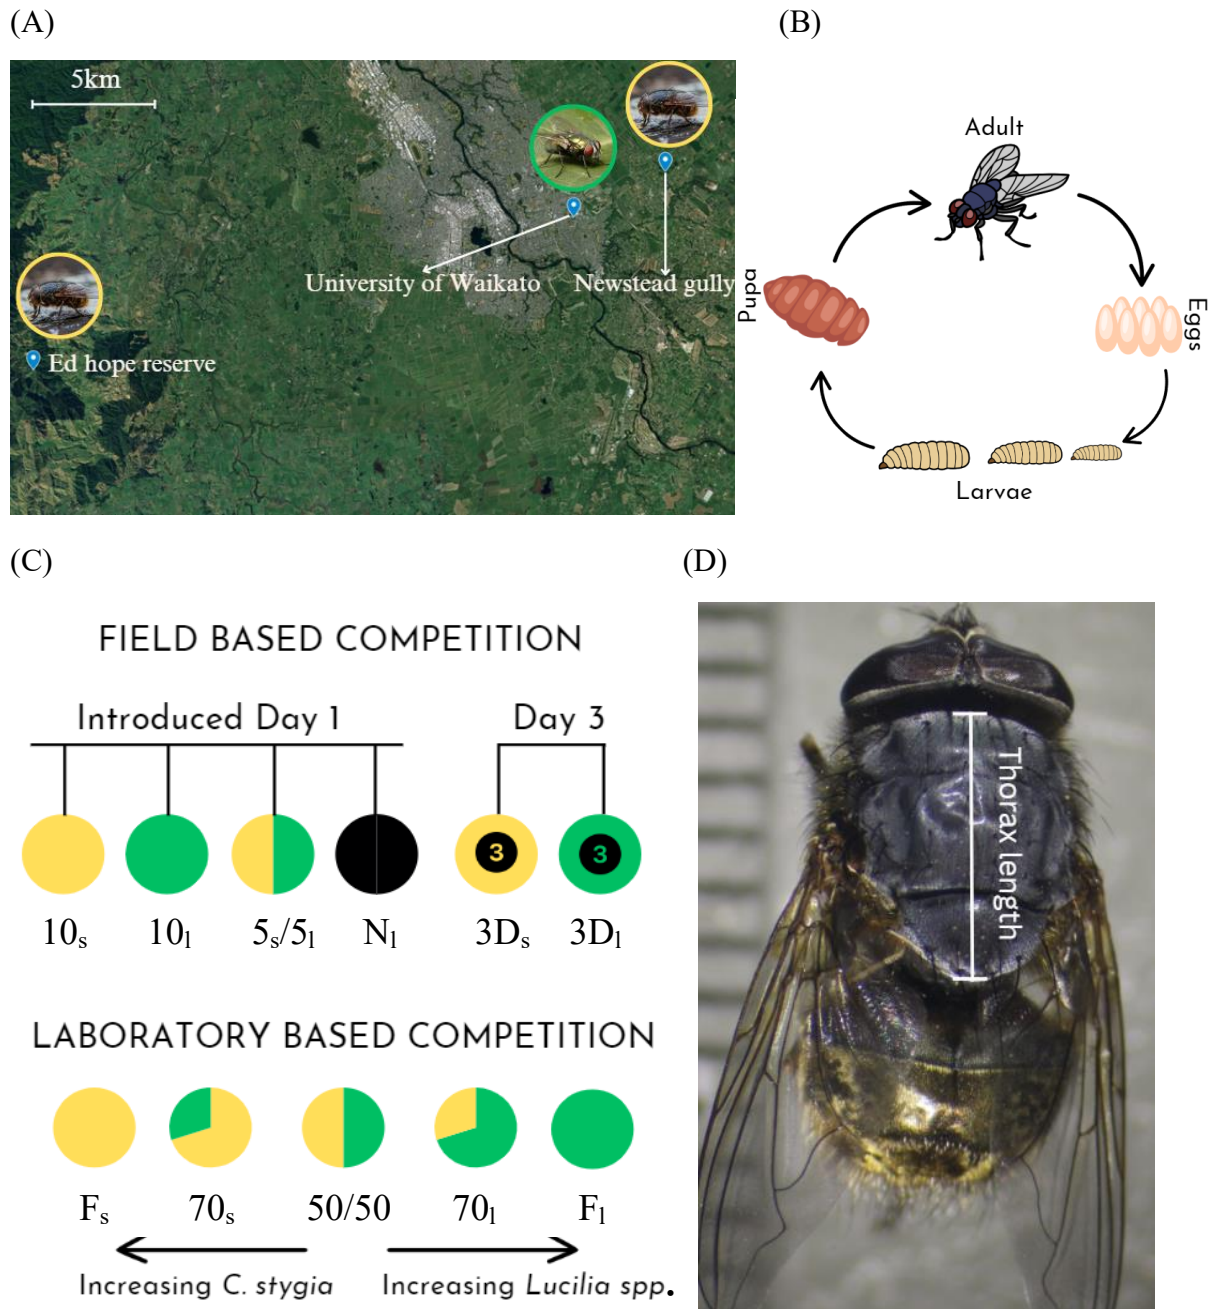 (A)
(B)
5km
University of Waikato
Newstead gully
Ed hope reserve
Adult
Eggs
Larvae
Pupa
(C)
(D)
FIELD BASED COMPETITION
Introduced Day 1
Day 3
3
3
10s
10l
5s/5l
Nl
3Ds
3Dl
LABORATORY BASED COMPETITION
Fs
70s
50/50
70l
Fl
Increasing C. stygia
Increasing Lucilia spp.
Thorax length